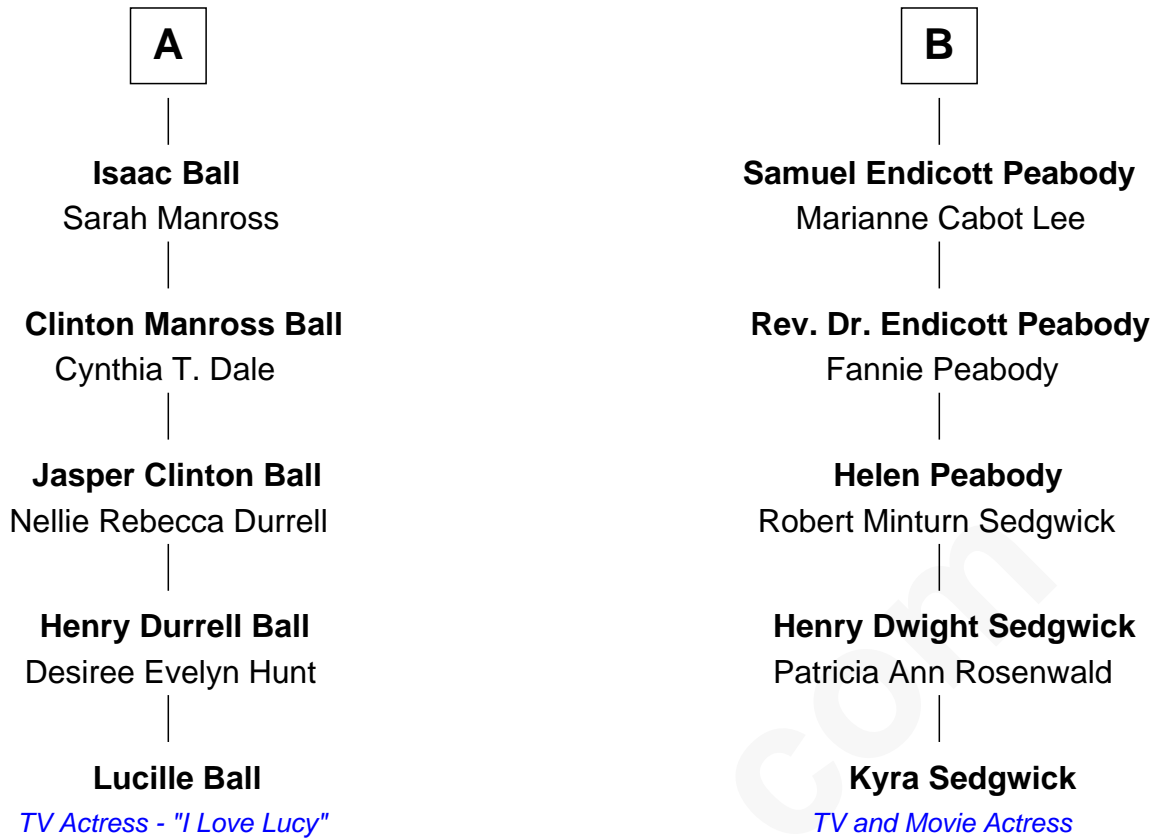 A
Isaac Ball
Sarah Manross
Clinton Manross Ball
Cynthia T. Dale
Jasper Clinton Ball
Nellie Rebecca Durrell
Henry Durrell Ball
Desiree Evelyn Hunt
Lucille Ball
TV Actress - "I Love Lucy"
B
Samuel Endicott Peabody
Marianne Cabot Lee
Rev. Dr. Endicott Peabody
Fannie Peabody
Helen Peabody
Robert Minturn Sedgwick
Henry Dwight Sedgwick
Patricia Ann Rosenwald
Kyra Sedgwick
TV and Movie Actress
com